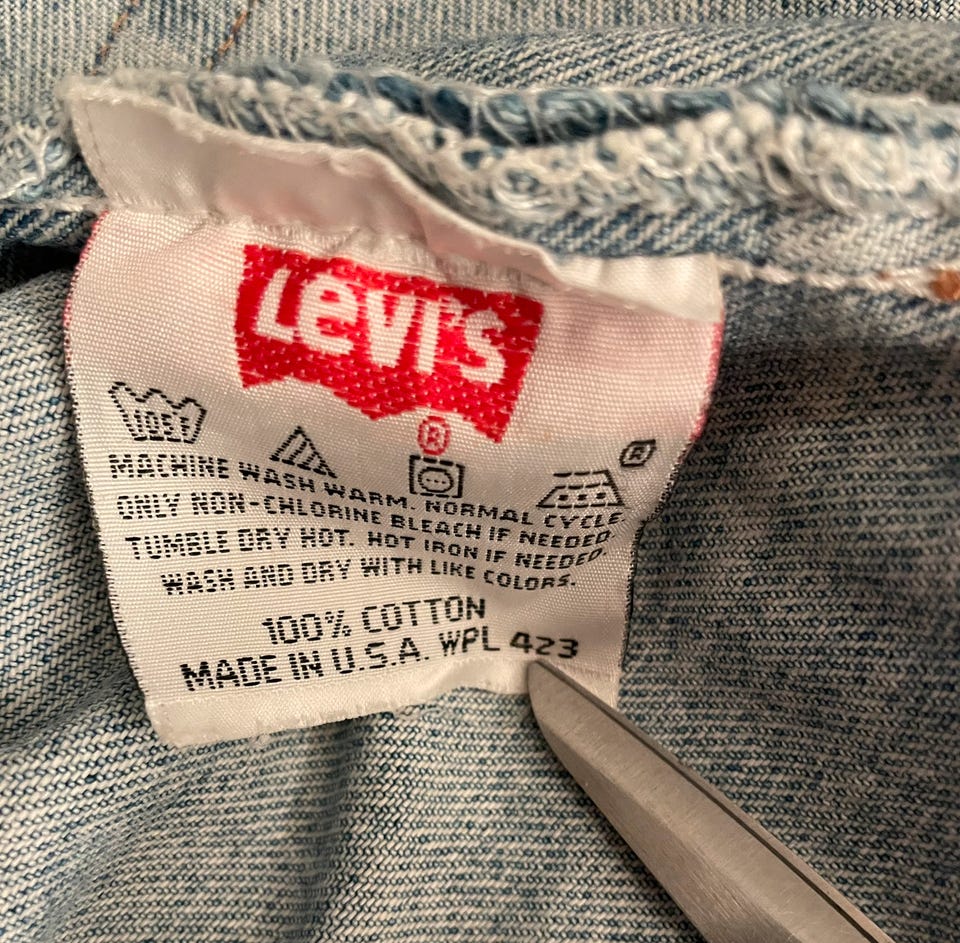 Levi's
®
105F
®
MACHINE WASH WARM. NORMAL CYCLE.
ONLY NON-CHLORINE BLEACH IF NEEDED.
TUMBLE DRY HOT. HOT IRON IF NEEDED.
WASH AND DRY WITH LIKE COLORS.
100% COTTON
MADE IN U.S.A. WPL 423